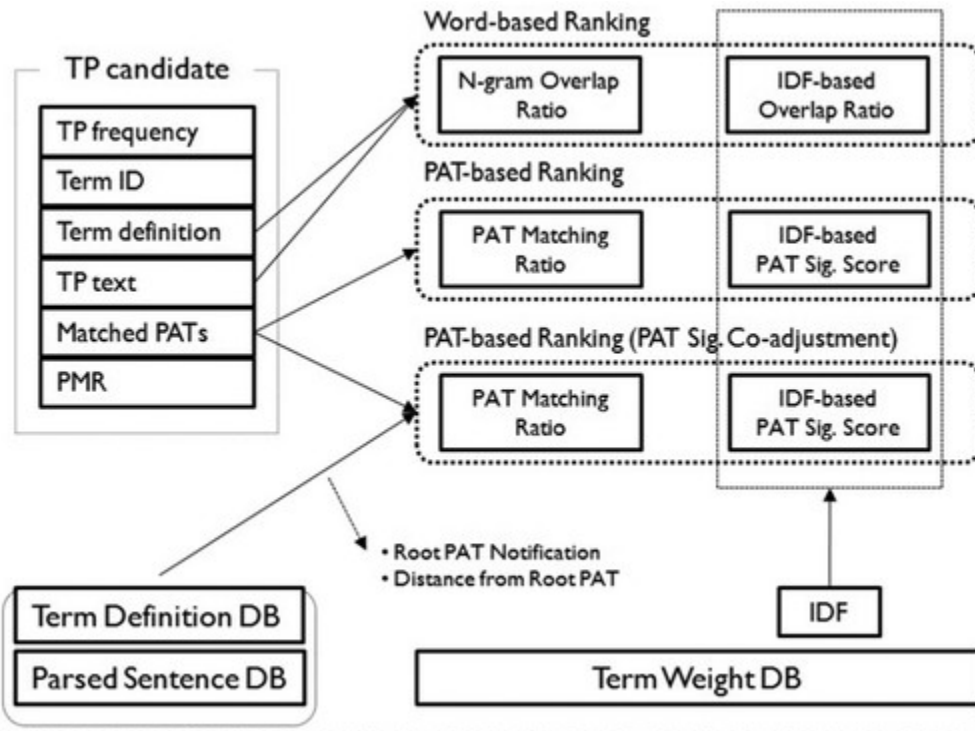 TP candidate
TP frequency
Term ID
Term definition
TP text
Matched PATs
PMR
Word-based Ranking
N-gram Overlap
Ratio
IDF-based
Overlap Ratio
PAT-based Ranking
PAT Matching
Ratio
IDF-based
PAT Sig. Score
PAT-based Ranking (PAT Sig. Co-adjustment)
PAT Matching
Ratio
IDF-based
PAT Sig. Score
• Root PAT Notification
• Distance from Root PAT
Term Definition DB
Parsed Sentence DB
IDF
Term Weight DB